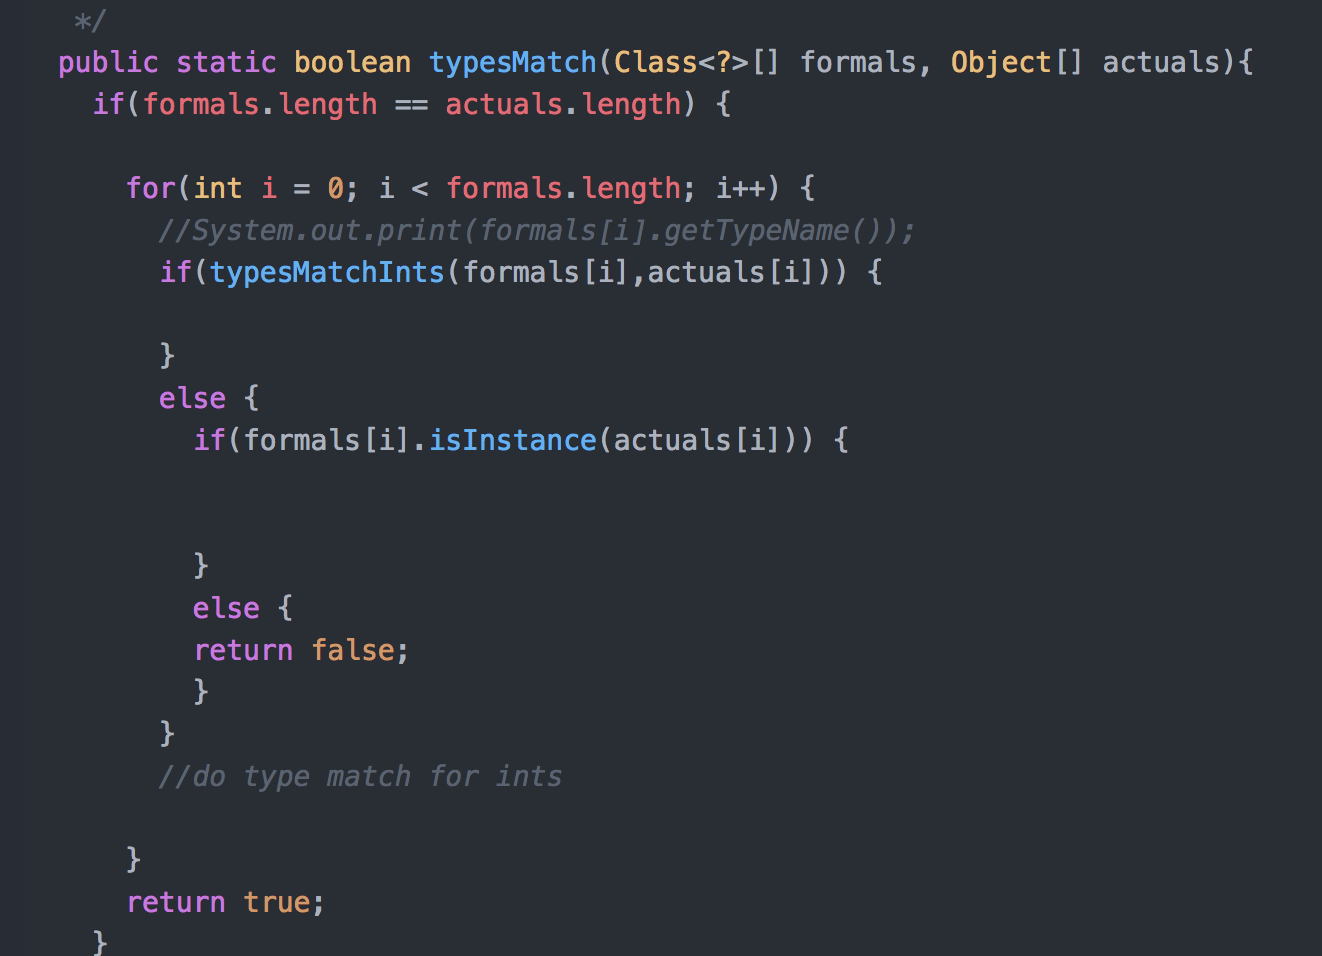 */
public static boolean typesMatch(Class<?>[] formals, Object[] actuals){
if(formals.length == actuals.length) {
for(int i = 0; i < formals.length; i++) {
//System.out.print(formals[i].getTypeName());
if(typesMatchInts(formals[i],actuals[i])) {
}
else {
if(formals[i].isInstance(actuals[i])) {
}
else {
return false;
}
}
//do type match for ints
}
return true;
}